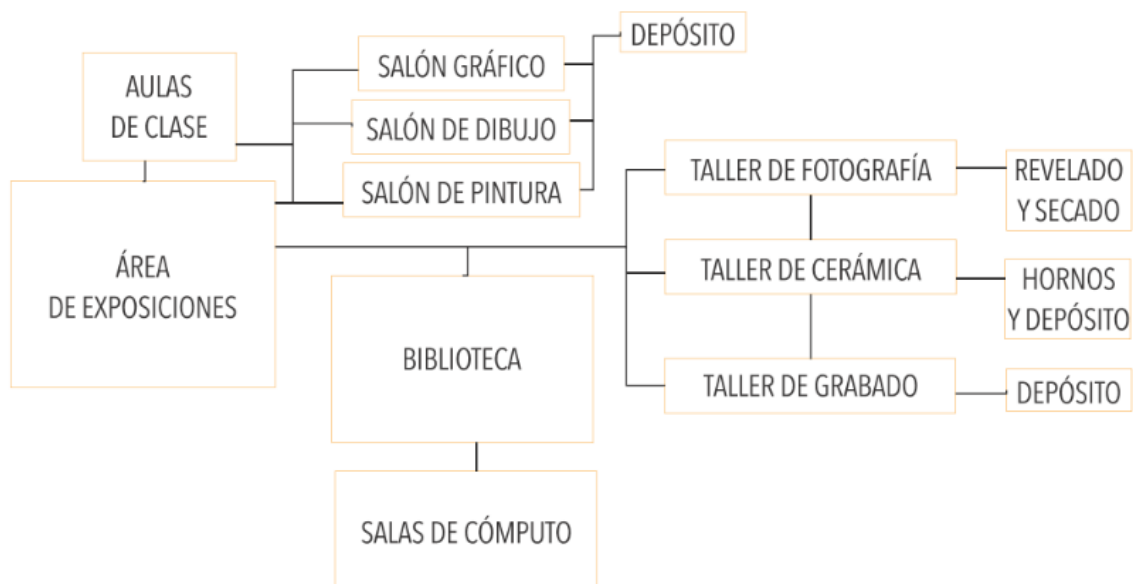 DEPÓSITO
SALÓN GRÁFICO
AULAS
DE CLASE
SALÓN DE DIBUJO
SALÓN DE PINTURA
TALLER DE FOTOGRAFÍA
REVELADO
Y SECADO
ÁREA
DE EXPOSICIONES
TALLER DE CERÁMICA
HORNOS
Y DEPÓSITO
BIBLIOTECA
TALLER DE GRABADO
DEPÓSITO
SALAS DE CÓMPUTO